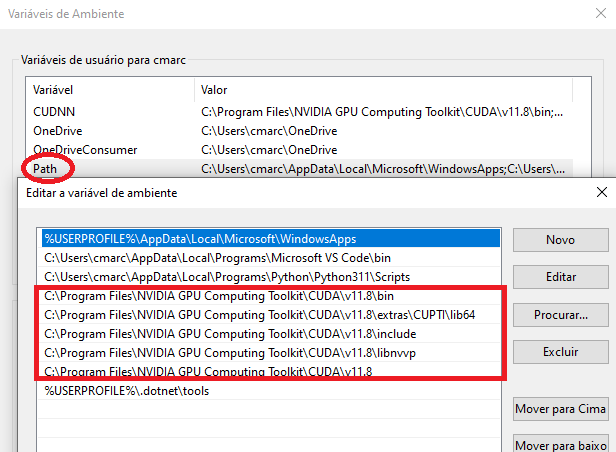 Variáveis de Ambiente
Variáveis de usuário para cmarc
Variável Valor
CUDNN C:\Program Files\NVIDIA GPU Computing Toolkit\CUDA\v11.8\bin;...
OneDrive C:\Users\cmarc\OneDrive
OneDriveConsumer C:\Users\cmarc\OneDrive
Path C:\Users\cmarc\AppData\Local\Microsoft\WindowsApps;C:\Users\...
Editar a variável de ambiente
%USERPROFILE%\AppData\Local\Microsoft\WindowsApps Novo
C:\Users\cmarc\AppData\Local\Programs\Microsoft VS Code\bin
C:\Users\cmarc\AppData\Local\Programs\Python\Python311\Scripts Editar
C:\Program Files\NVIDIA GPU Computing Toolkit\CUDA\v11.8\bin
C:\Program Files\NVIDIA GPU Computing Toolkit\CUDA\v11.8\extras\CUPTI\lib64 Procurar...
C:\Program Files\NVIDIA GPU Computing Toolkit\CUDA\v11.8\include
C:\Program Files\NVIDIA GPU Computing Toolkit\CUDA\v11.8\libnvvp Excluir
C:\Program Files\NVIDIA GPU Computing Toolkit\CUDA\v11.8
%USERPROFILE%\.dotnet\tools
Mover para Cima
Mover para baixo